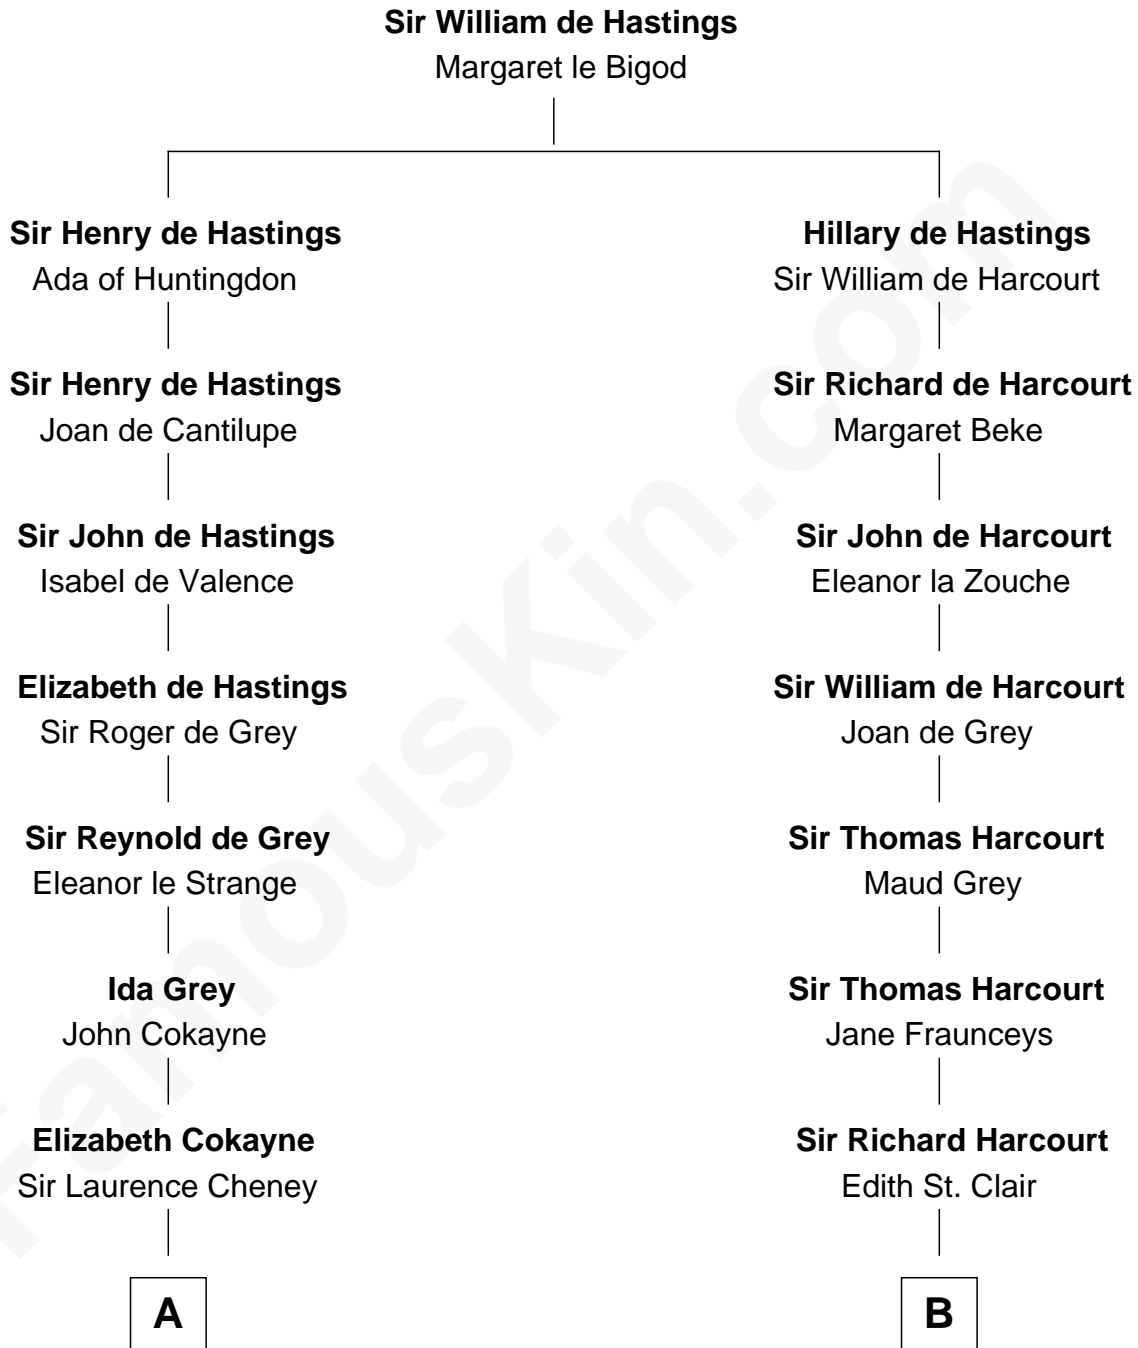 Sir William de Hastings
Margaret le Bigod
Sir Henry de Hastings
Ada of Huntingdon
Sir Henry de Hastings
Joan de Cantilupe
Sir John de Hastings
Isabel de Valence
Elizabeth de Hastings
Sir Roger de Grey
Sir Reynold de Grey
Eleanor le Strange
Ida Grey
John Cokayne
Elizabeth Cokayne
Sir Laurence Cheney
A
Hillary de Hastings
Sir William de Harcourt
Sir Richard de Harcourt
Margaret Beke
Sir John de Harcourt
Eleanor la Zouche
Sir William de Harcourt
Joan de Grey
Sir Thomas Harcourt
Maud Grey
Sir Thomas Harcourt
Jane Fraunceys
Sir Richard Harcourt
Edith St. Clair
B
FamousKin.com